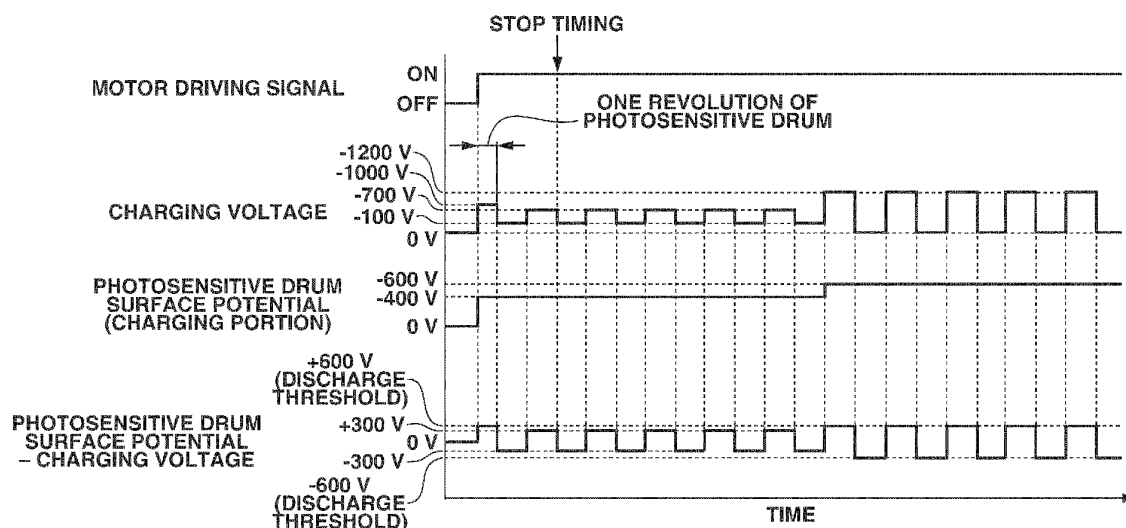 STOP TIMING
ON
MOTOR DRIVING SIGNAL
OFF
ONE REVOLUTION OF
PHOTOSENSITIVE DRUM
-1200 V
-1000 V
-700 V
CHARGING VOLTAGE
-100 V
0 V
-600 V
PHOTOSENSITIVE DRUM
SURFACE POTENTIAL
(CHARGING PORTION)
-400 V
0 V
+600 V
(DISCHARGE
THRESHOLD)
+300 V
PHOTOSENSITIVE DRUM
SURFACE POTENTIAL
– CHARGING VOLTAGE
0 V
-300 V
-600 V
(DISCHARGE
THRESHOLD)
TIME